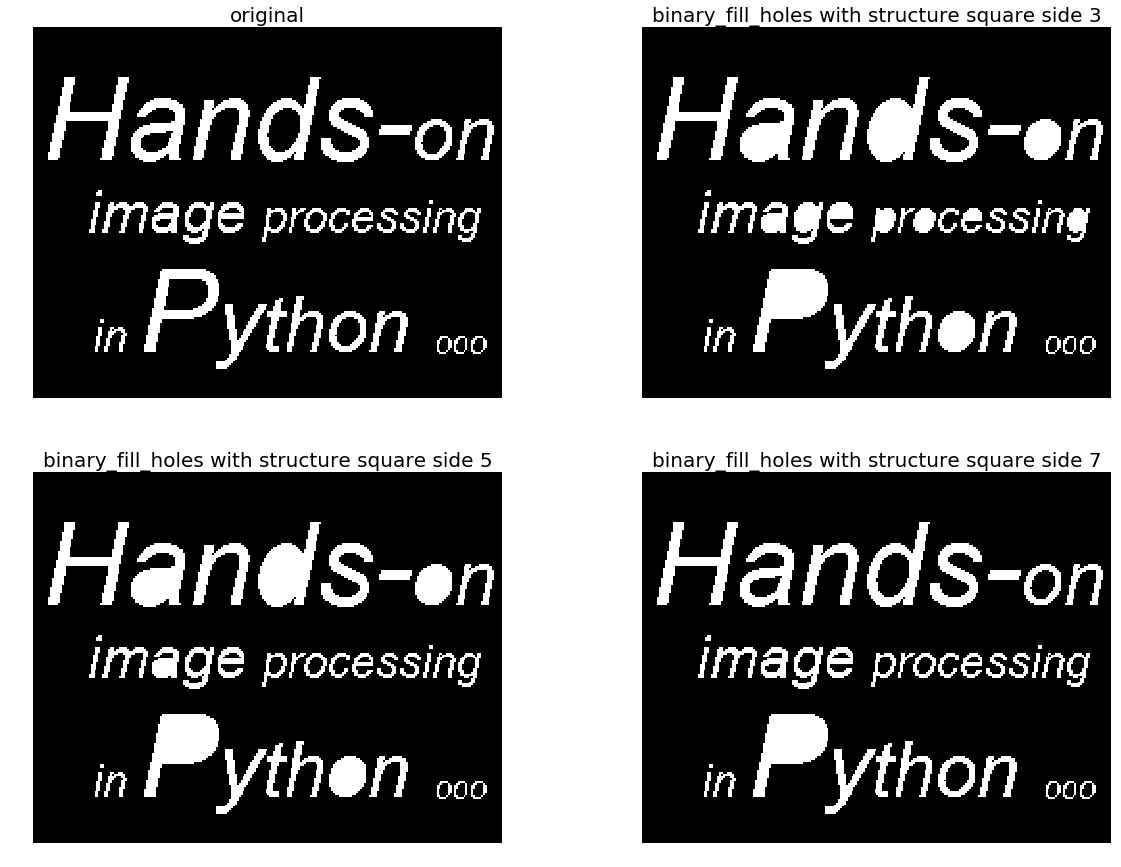 original
Hands-on
image processing
in Python ooo
binary_fill_holes with structure square side 3
Hands-on
image processing
in Python ooo
binary_fill_holes with structure square side 5
Hands-on
image processing
in Python ooo
binary_fill_holes with structure square side 7
Hands-on
image processing
in Python ooo